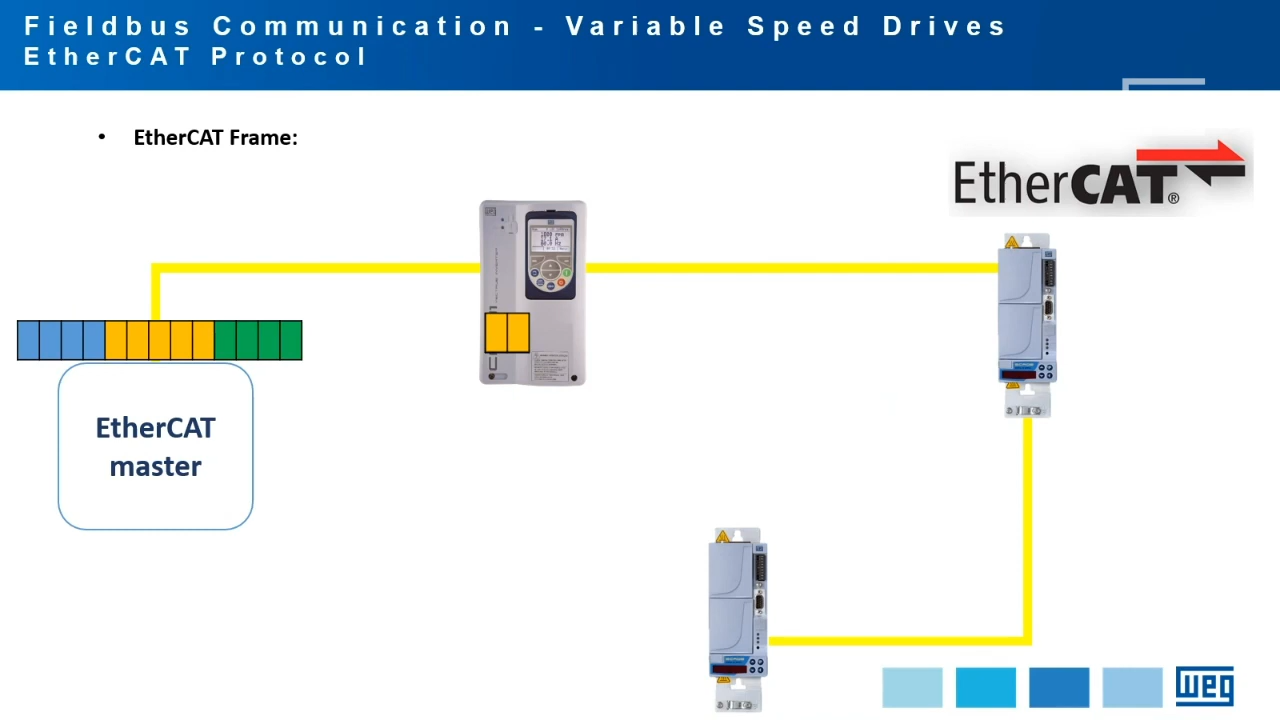 Fieldbus Communication - Variable Speed Drives
EtherCAT Protocol
• EtherCAT Frame:
EtherCAT®
EtherCAT
master
WEG